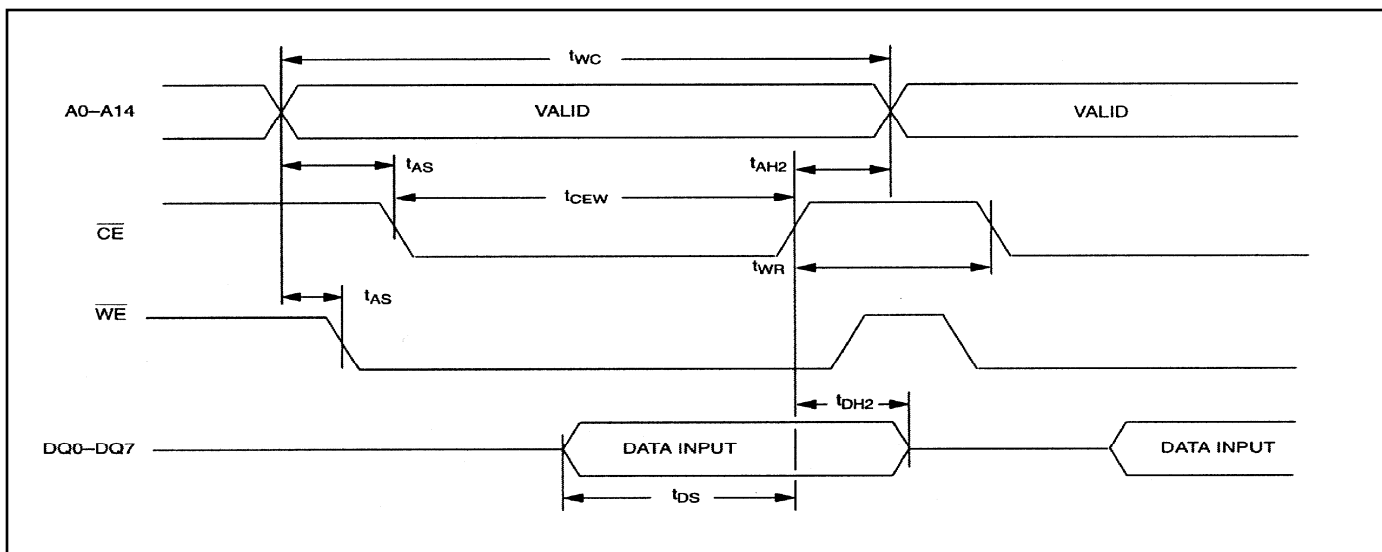 tWC
A0–A14 VALID VALID
tAS tAH2
tCEW
CE
tWR
tAS
WE
tDH2
DQ0–DQ7 DATA INPUT DATA INPUT
tDS